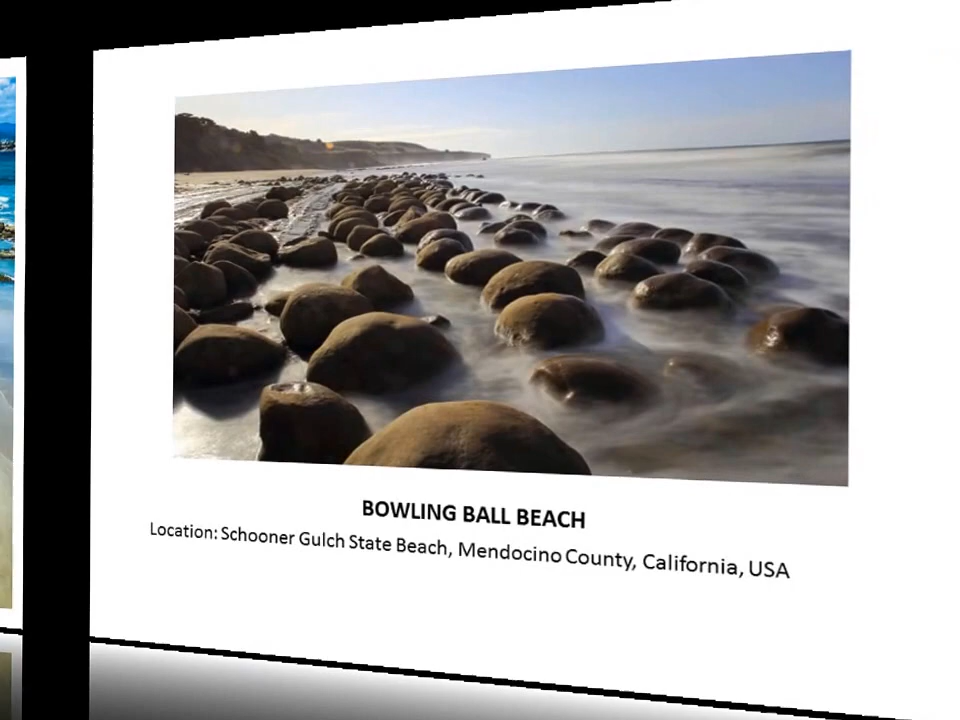 BOWLING BALL BEACH
Location: Schooner Gulch State Beach, Mendocino County, California, USA